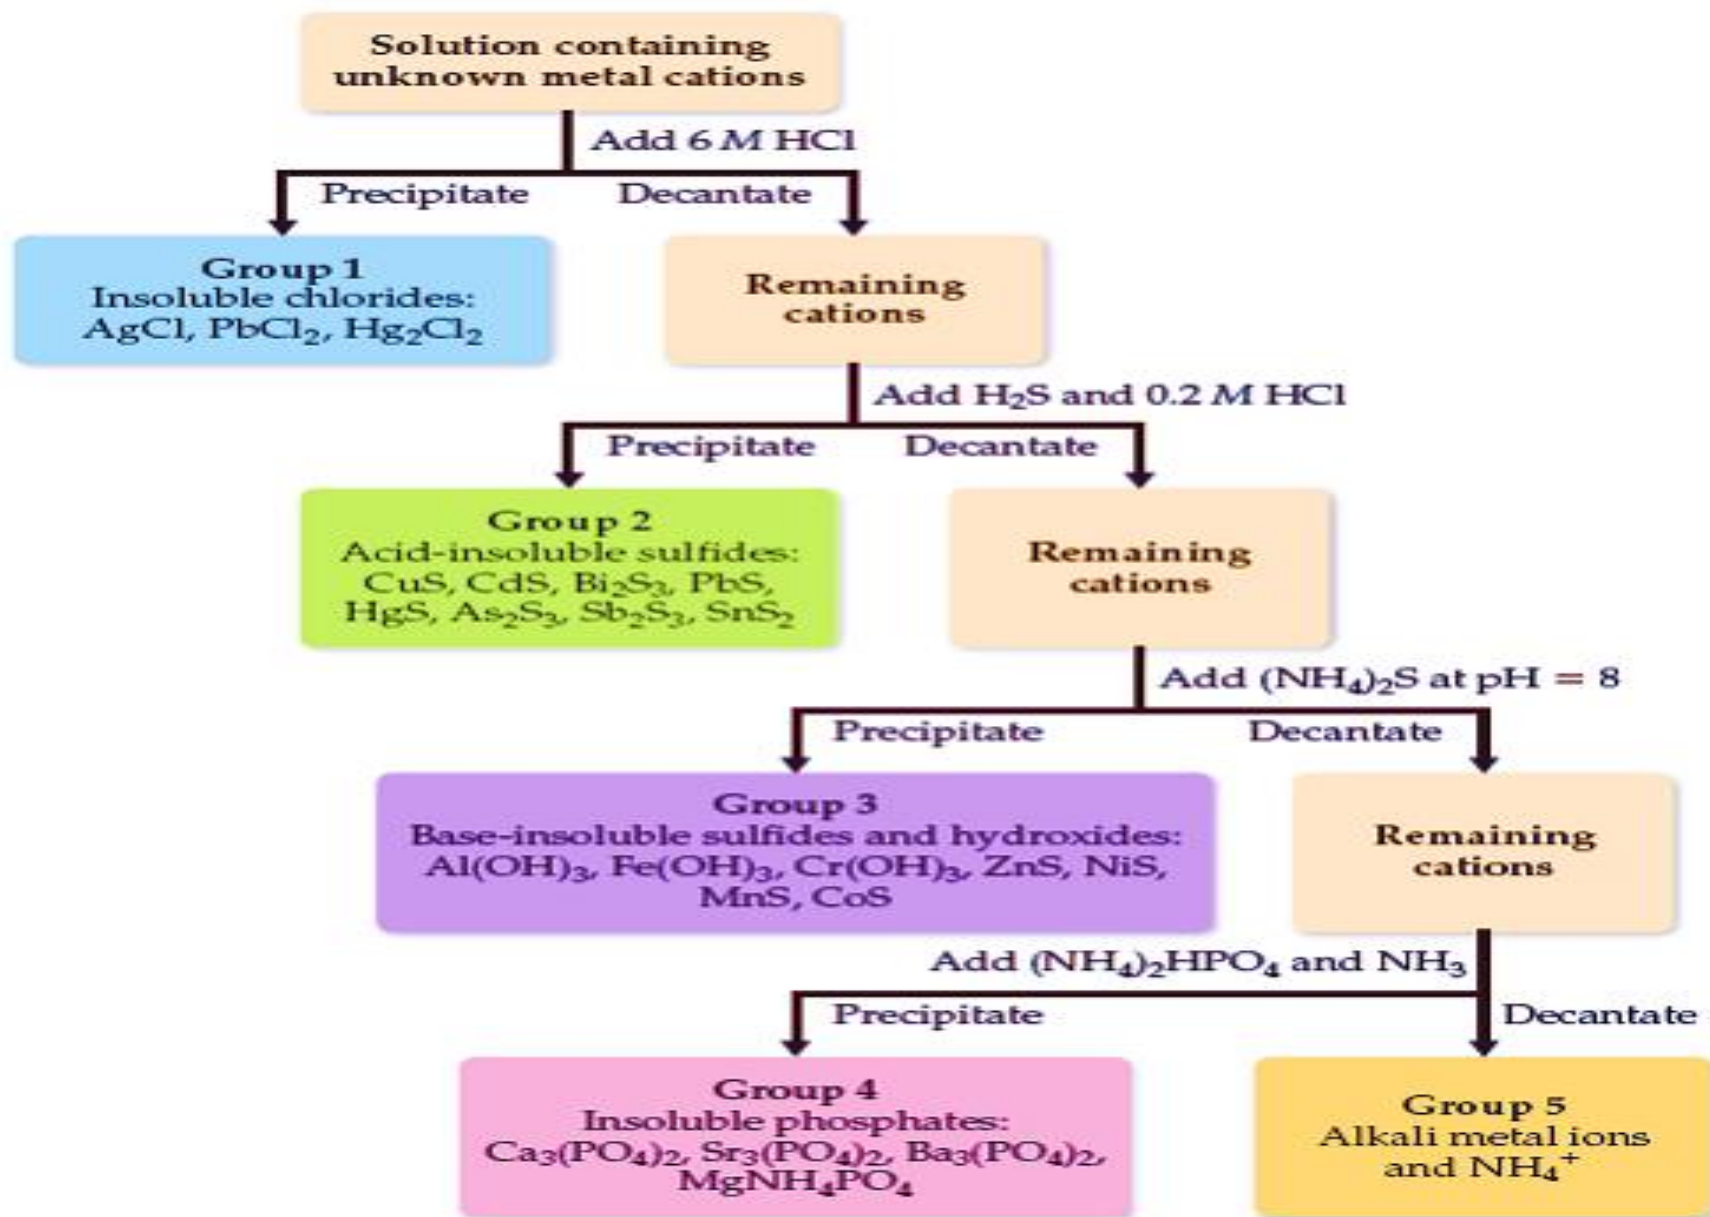 Solution containing
unknown metal cations
Add 6 M HCl
Precipitate
Decantate
Group 1
Insoluble chlorides:
AgCl, PbCl₂, Hg₂Cl₂
Remaining
cations
Add H₂S and 0.2 M HCl
Precipitate
Decantate
Group 2
Acid-insoluble sulfides:
CuS, CdS, Bi₂S₃, PbS,
HgS, As₂S₃, Sb₂S₃, SnS₂
Remaining
cations
Add (NH₄)₂S at pH = 8
Precipitate
Decantate
Group 3
Base-insoluble sulfides and hydroxides:
Al(OH)₃, Fe(OH)₃, Cr(OH)₃, ZnS, NiS,
MnS, CoS
Remaining
cations
Add (NH₄)₂HPO₄ and NH₃
Precipitate
Decantate
Group 4
Insoluble phosphates:
Ca₃(PO₄)₂, Sr₃(PO₄)₂, Ba₃(PO₄)₂,
MgNH₄PO₄
Group 5
Alkali metal ions
and NH₄⁺